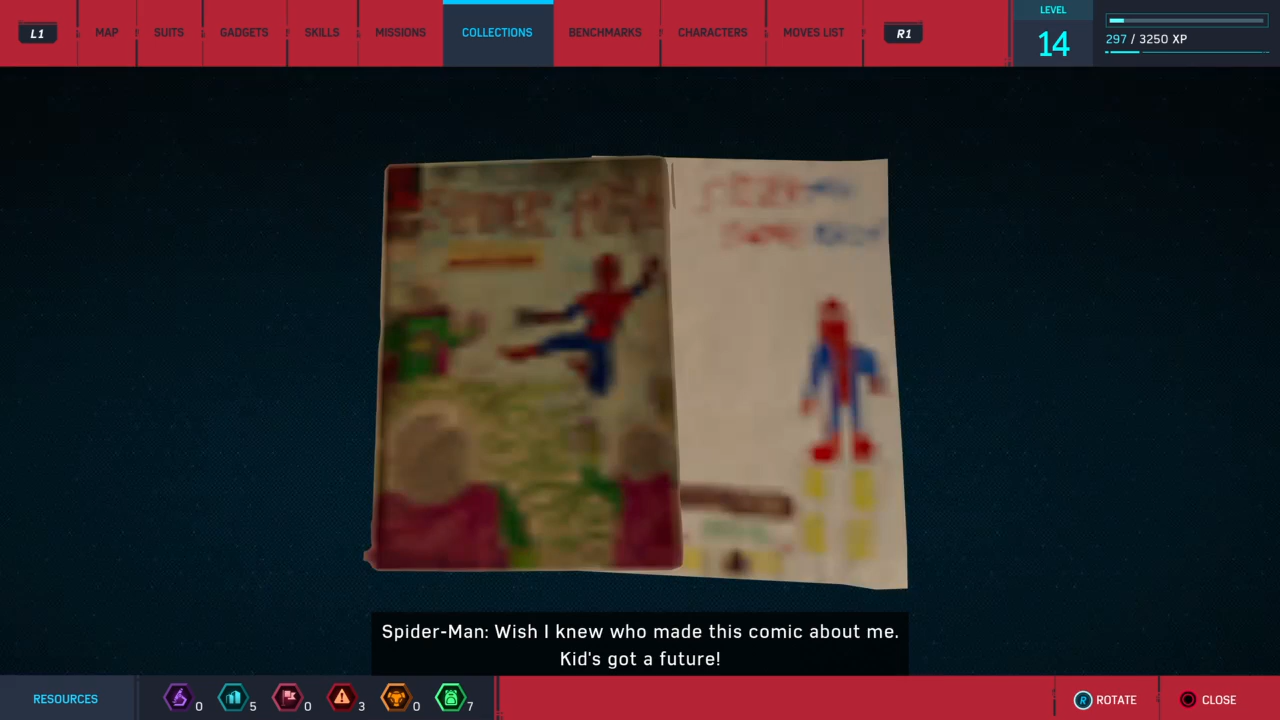 L1
MAP
SUITS
GADGETS
SKILLS
MISSIONS
COLLECTIONS
BENCHMARKS
CHARACTERS
MOVES LIST
R1
LEVEL
14
297 / 3250 XP
Spider-Man: Wish I knew who made this comic about me.
Kid's got a future!
RESOURCES
0
5
0
3
0
7
R ROTATE
CLOSE